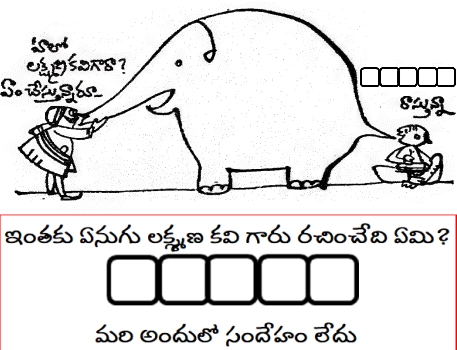 హలో
లక్ష్మణకవిగారా?
ఏంచేస్తున్నారూ..
రాస్తున్నా
ఇంతకు ఏనుగు లక్ష్మణ కవి గారు రచించేది ఏమి?
మరి అందులో సందేహం లేదు